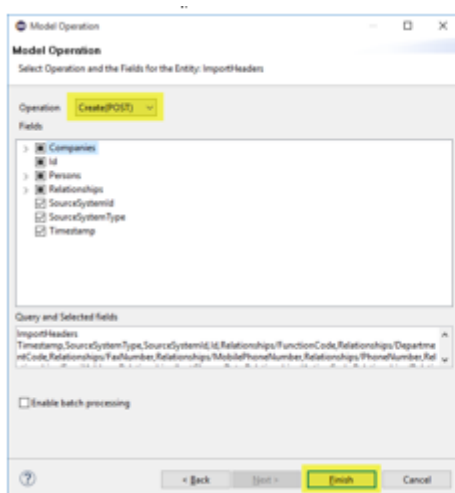 Model Operation
Model Operation
Select Operation and the Fields for the Entity: ImportHeaders
Operation Create(POST)
Fields
Companies
Id
Persons
Relationships
SourceSystemId
SourceSystemType
Timestamp
Query and Selected fields
ImportHeaders
Timestamp,SourceSystemType,SourceSystemId,Id,Relationships/FunctionCode,Relationships/Departme
ntCode,Relationships/FaxNumber,Relationships/MobilePhoneNumber,Relationships/PhoneNumber,Rel
Enable batch processing
< Back Next > Finish Cancel